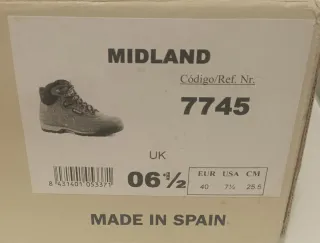 MIDLAND
Código/Ref. Nr.
7745
UK
06½
EUR USA CM
40 7½ 25.5
8 431401 053371
MADE IN SPAIN